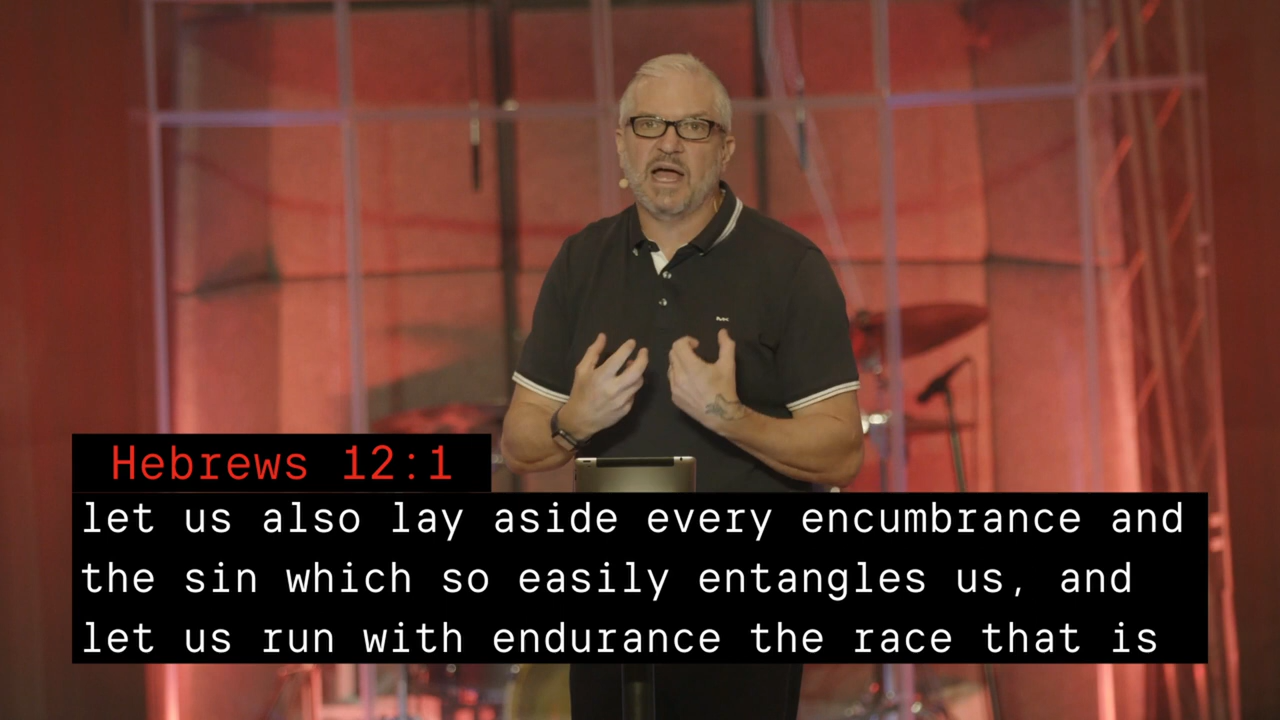 Hebrews 12:1
let us also lay aside every encumbrance and
the sin which so easily entangles us, and
let us run with endurance the race that is